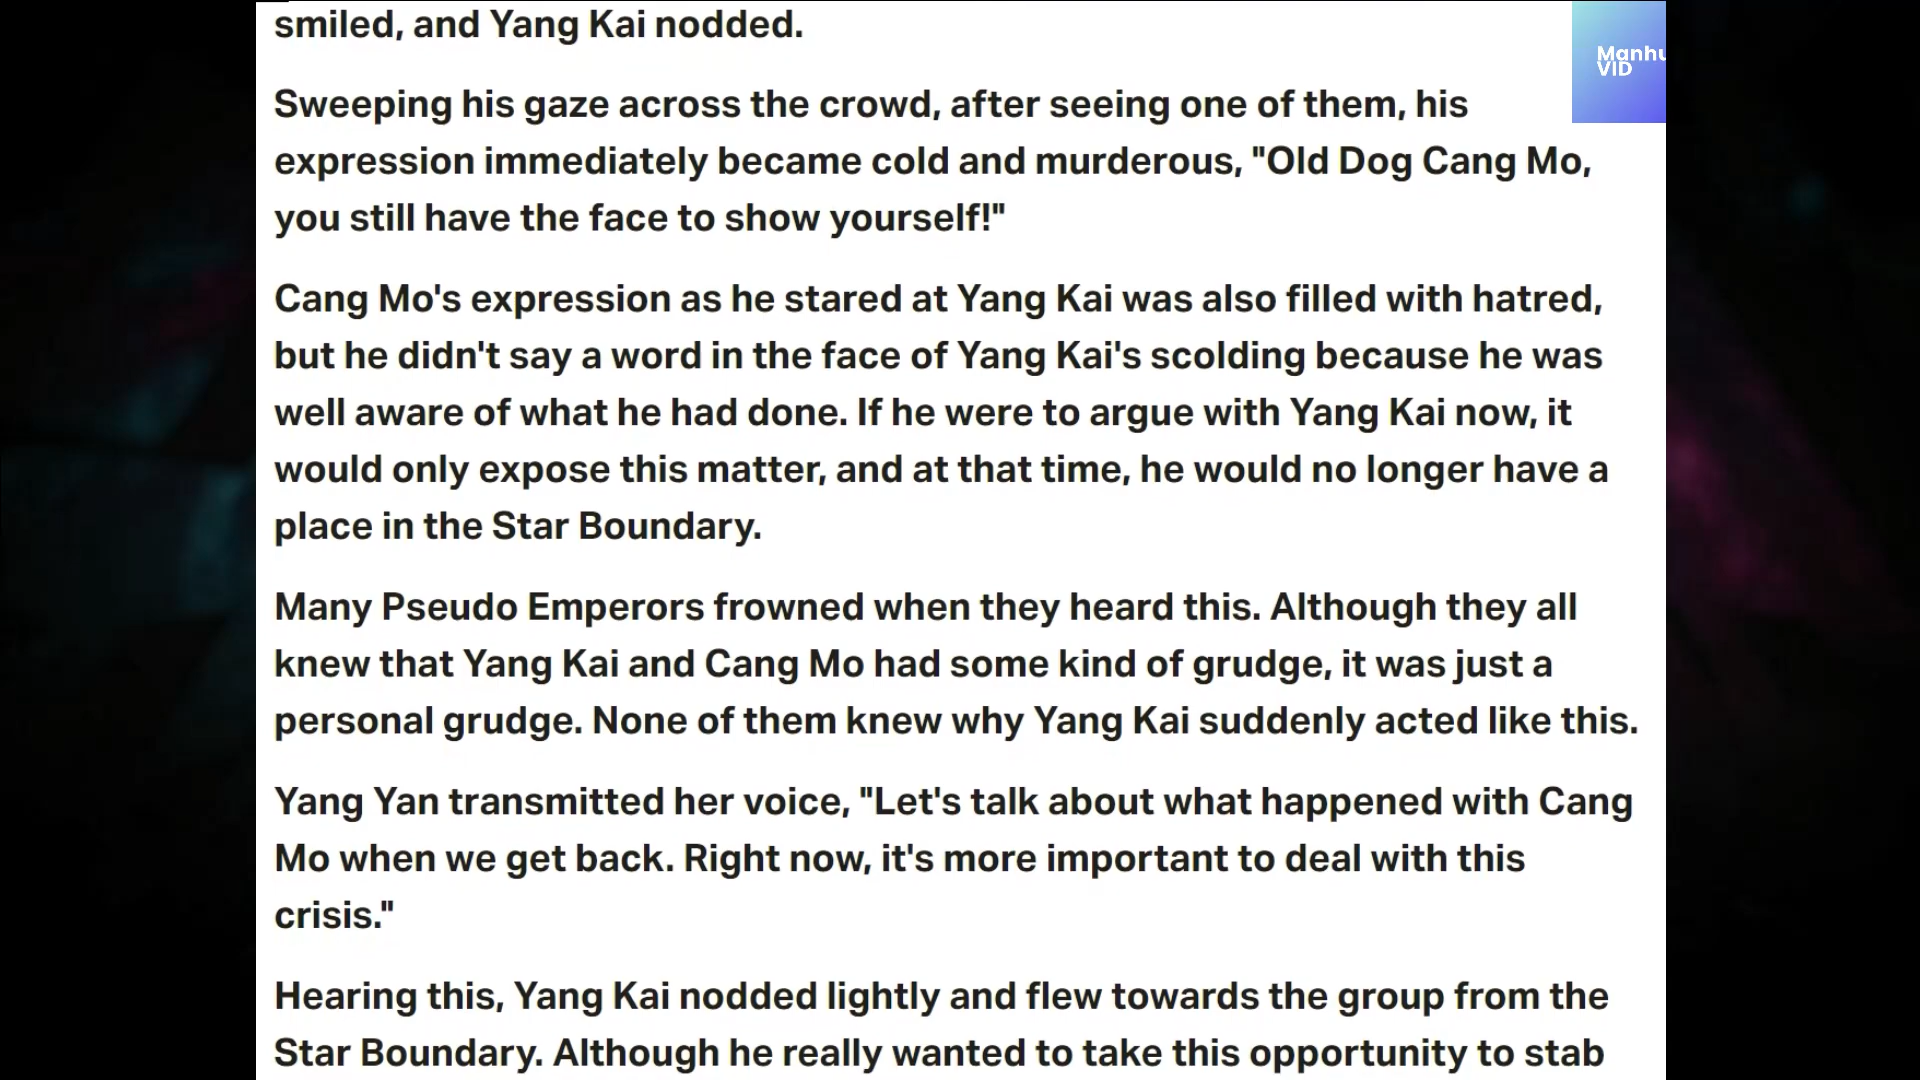 smiled, and Yang Kai nodded.
Manhu
VID
Sweeping his gaze across the crowd, after seeing one of them, his
expression immediately became cold and murderous, "Old Dog Cang Mo,
you still have the face to show yourself!"
Cang Mo's expression as he stared at Yang Kai was also filled with hatred,
but he didn't say a word in the face of Yang Kai's scolding because he was
well aware of what he had done. If he were to argue with Yang Kai now, it
would only expose this matter, and at that time, he would no longer have a
place in the Star Boundary.
Many Pseudo Emperors frowned when they heard this. Although they all
knew that Yang Kai and Cang Mo had some kind of grudge, it was just a
personal grudge. None of them knew why Yang Kai suddenly acted like this.
Yang Yan transmitted her voice, "Let's talk about what happened with Cang
Mo when we get back. Right now, it's more important to deal with this
crisis."
Hearing this, Yang Kai nodded lightly and flew towards the group from the
Star Boundary. Although he really wanted to take this opportunity to stab